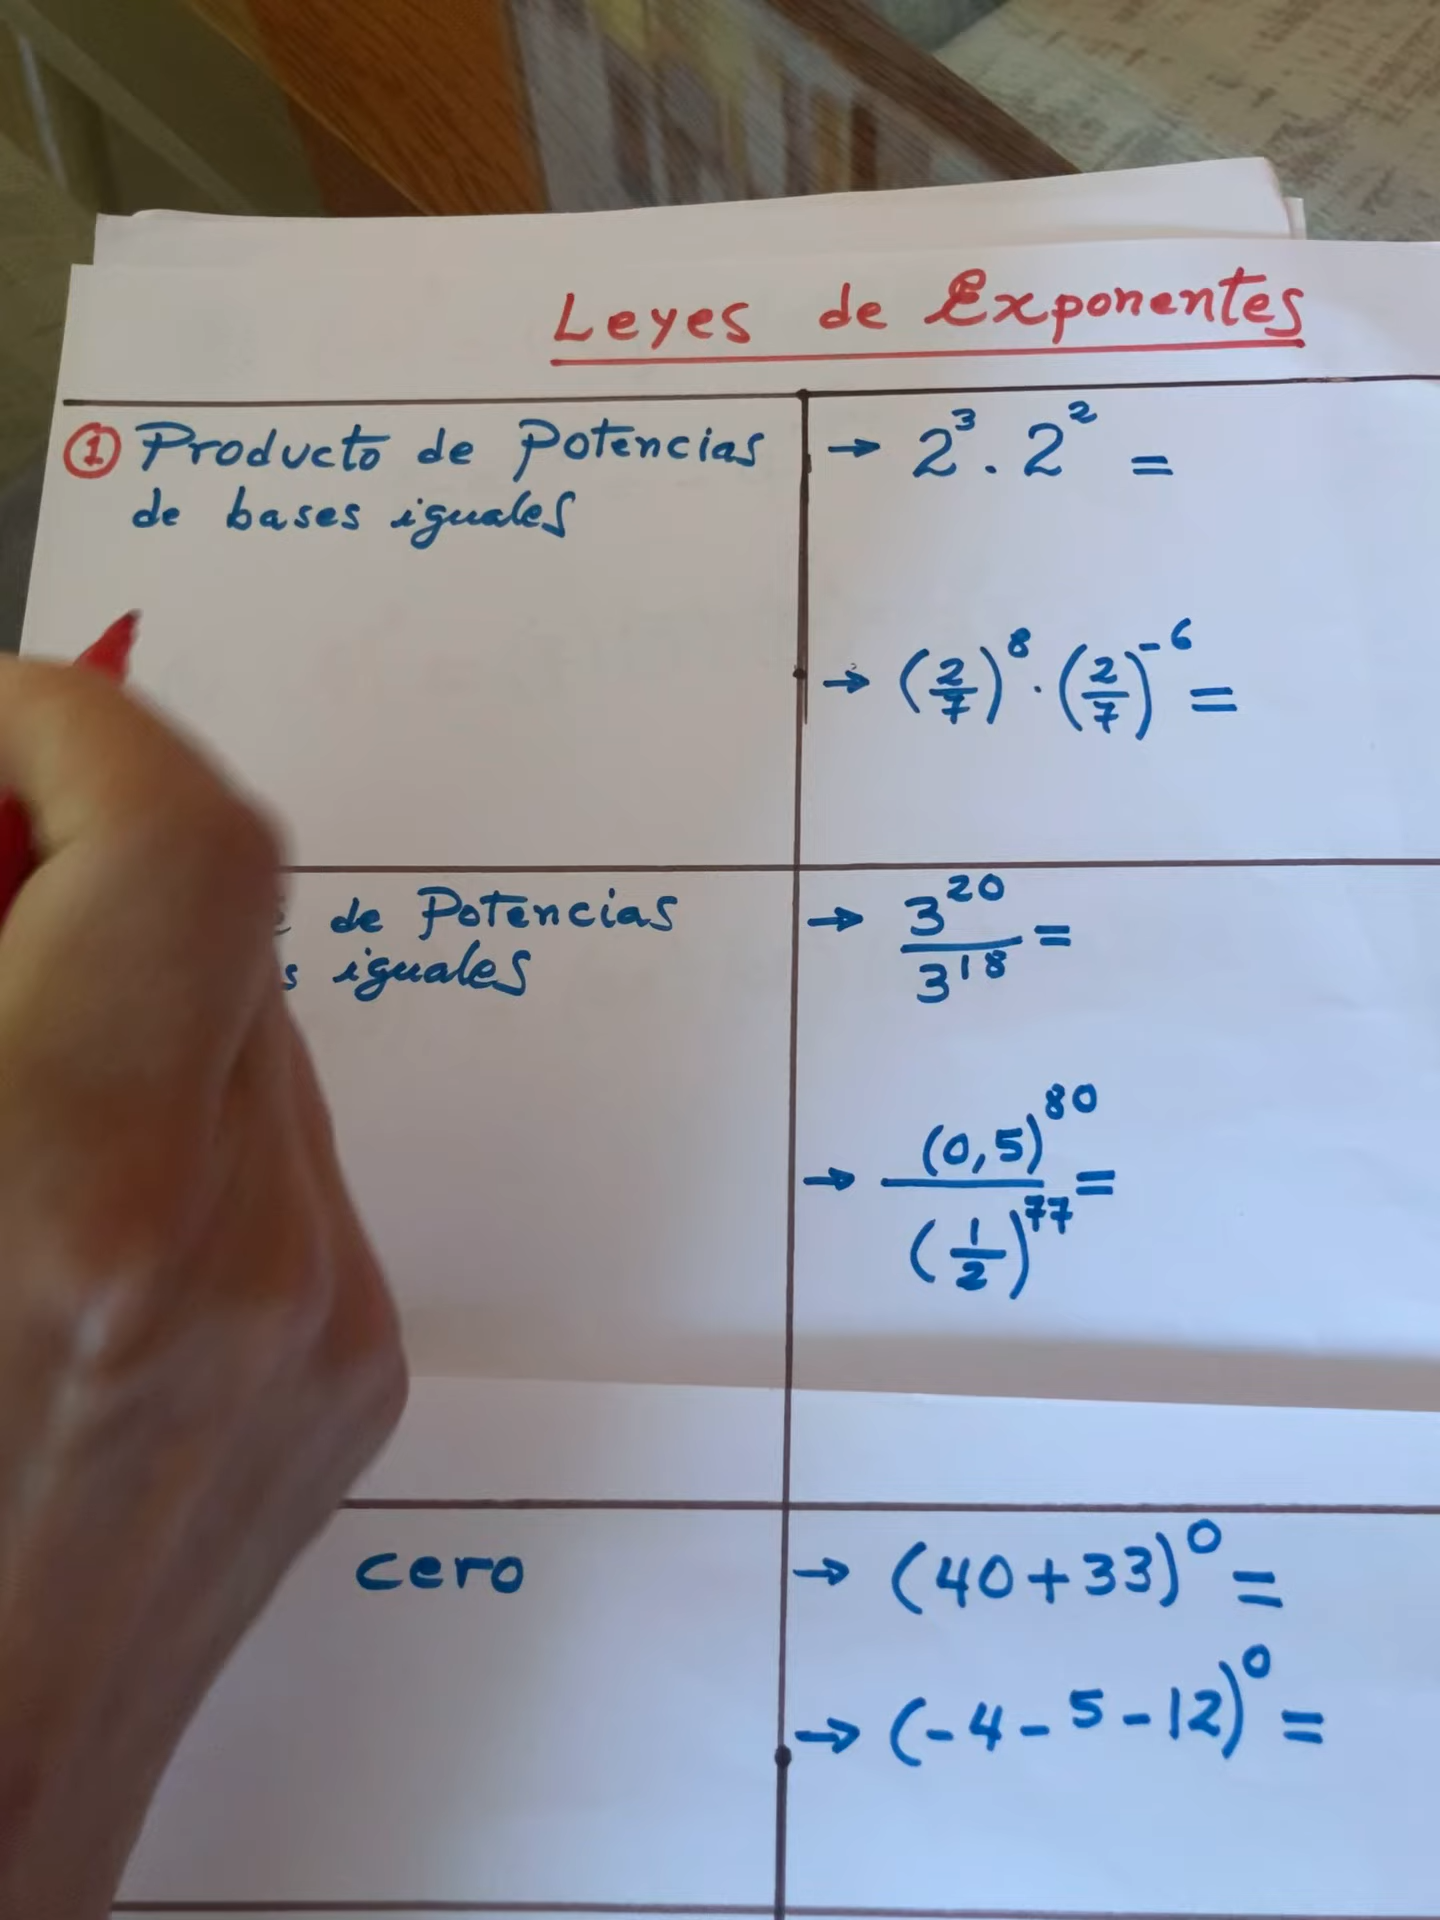 Leyes de Exponentes
① Producto de Potencias
de bases iguales
→ 2³ . 2² =
→ (2/7)⁸ · (2/7)⁻⁶ =
de Potencias
iguales
→ 3²⁰/3¹⁸ =
→ (0,5)⁸⁰/(1/2)⁷⁷ =
cero
→ (40+33)⁰ =
→ (-4-5-12)⁰ =